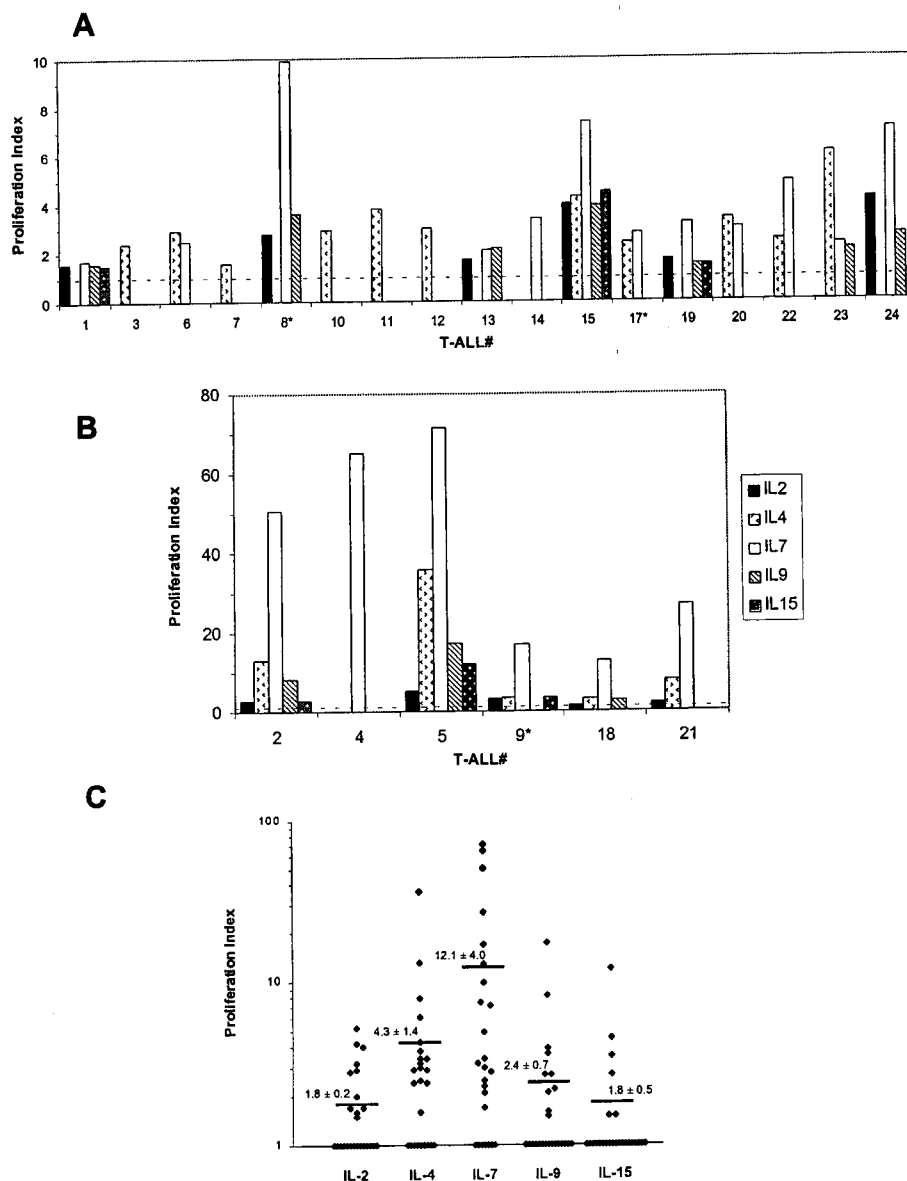 A
Proliferation Index
10
8
6
4
2
0
1 3 6 7 8* 10 11 12 13 14 15 17* 19 20 22 23 24
T-ALL#
B
Proliferation Index
80
60
40
20
0
2 4 5 9* 18 21
T-ALL#
IL2
IL4
IL7
IL9
IL15
C
Proliferation Index
100
10
1
1.8 ± 0.2
4.3 ± 1.4
12.1 ± 4.0
2.4 ± 0.7
1.8 ± 0.5
IL-2 IL-4 IL-7 IL-9 IL-15